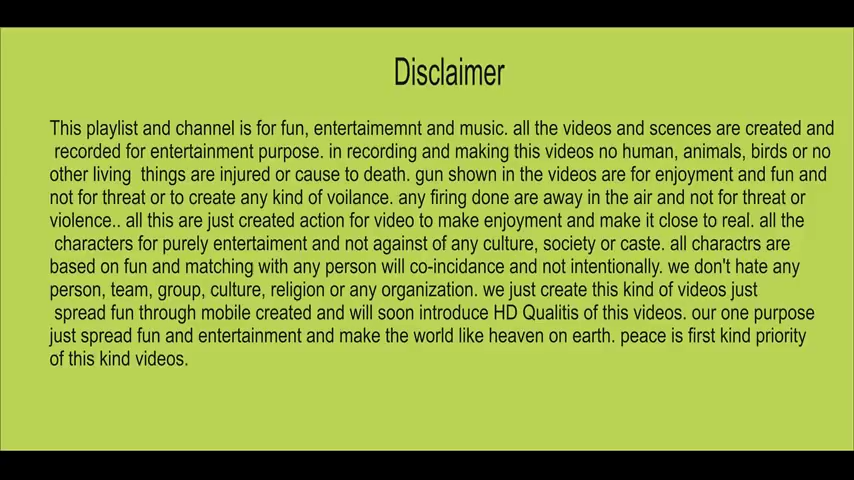 Disclaimer
This playlist and channel is for fun, entertaimemnt and music. all the videos and scences are created and
recorded for entertainment purpose. in recording and making this videos no human, animals, birds or no
other living things are injured or cause to death. gun shown in the videos are for enjoyment and fun and
not for threat or to create any kind of voilance. any firing done are away in the air and not for threat or
violence.. all this are just created action for video to make enjoyment and make it close to real. all the
characters for purely entertaiment and not against of any culture, society or caste. all charactrs are
based on fun and matching with any person will co-incidance and not intentionally. we don't hate any
person, team, group, culture, religion or any organization. we just create this kind of videos just
spread fun through mobile created and will soon introduce HD Qualitis of this videos. our one purpose
just spread fun and entertainment and make the world like heaven on earth. peace is first kind priority
of this kind videos.